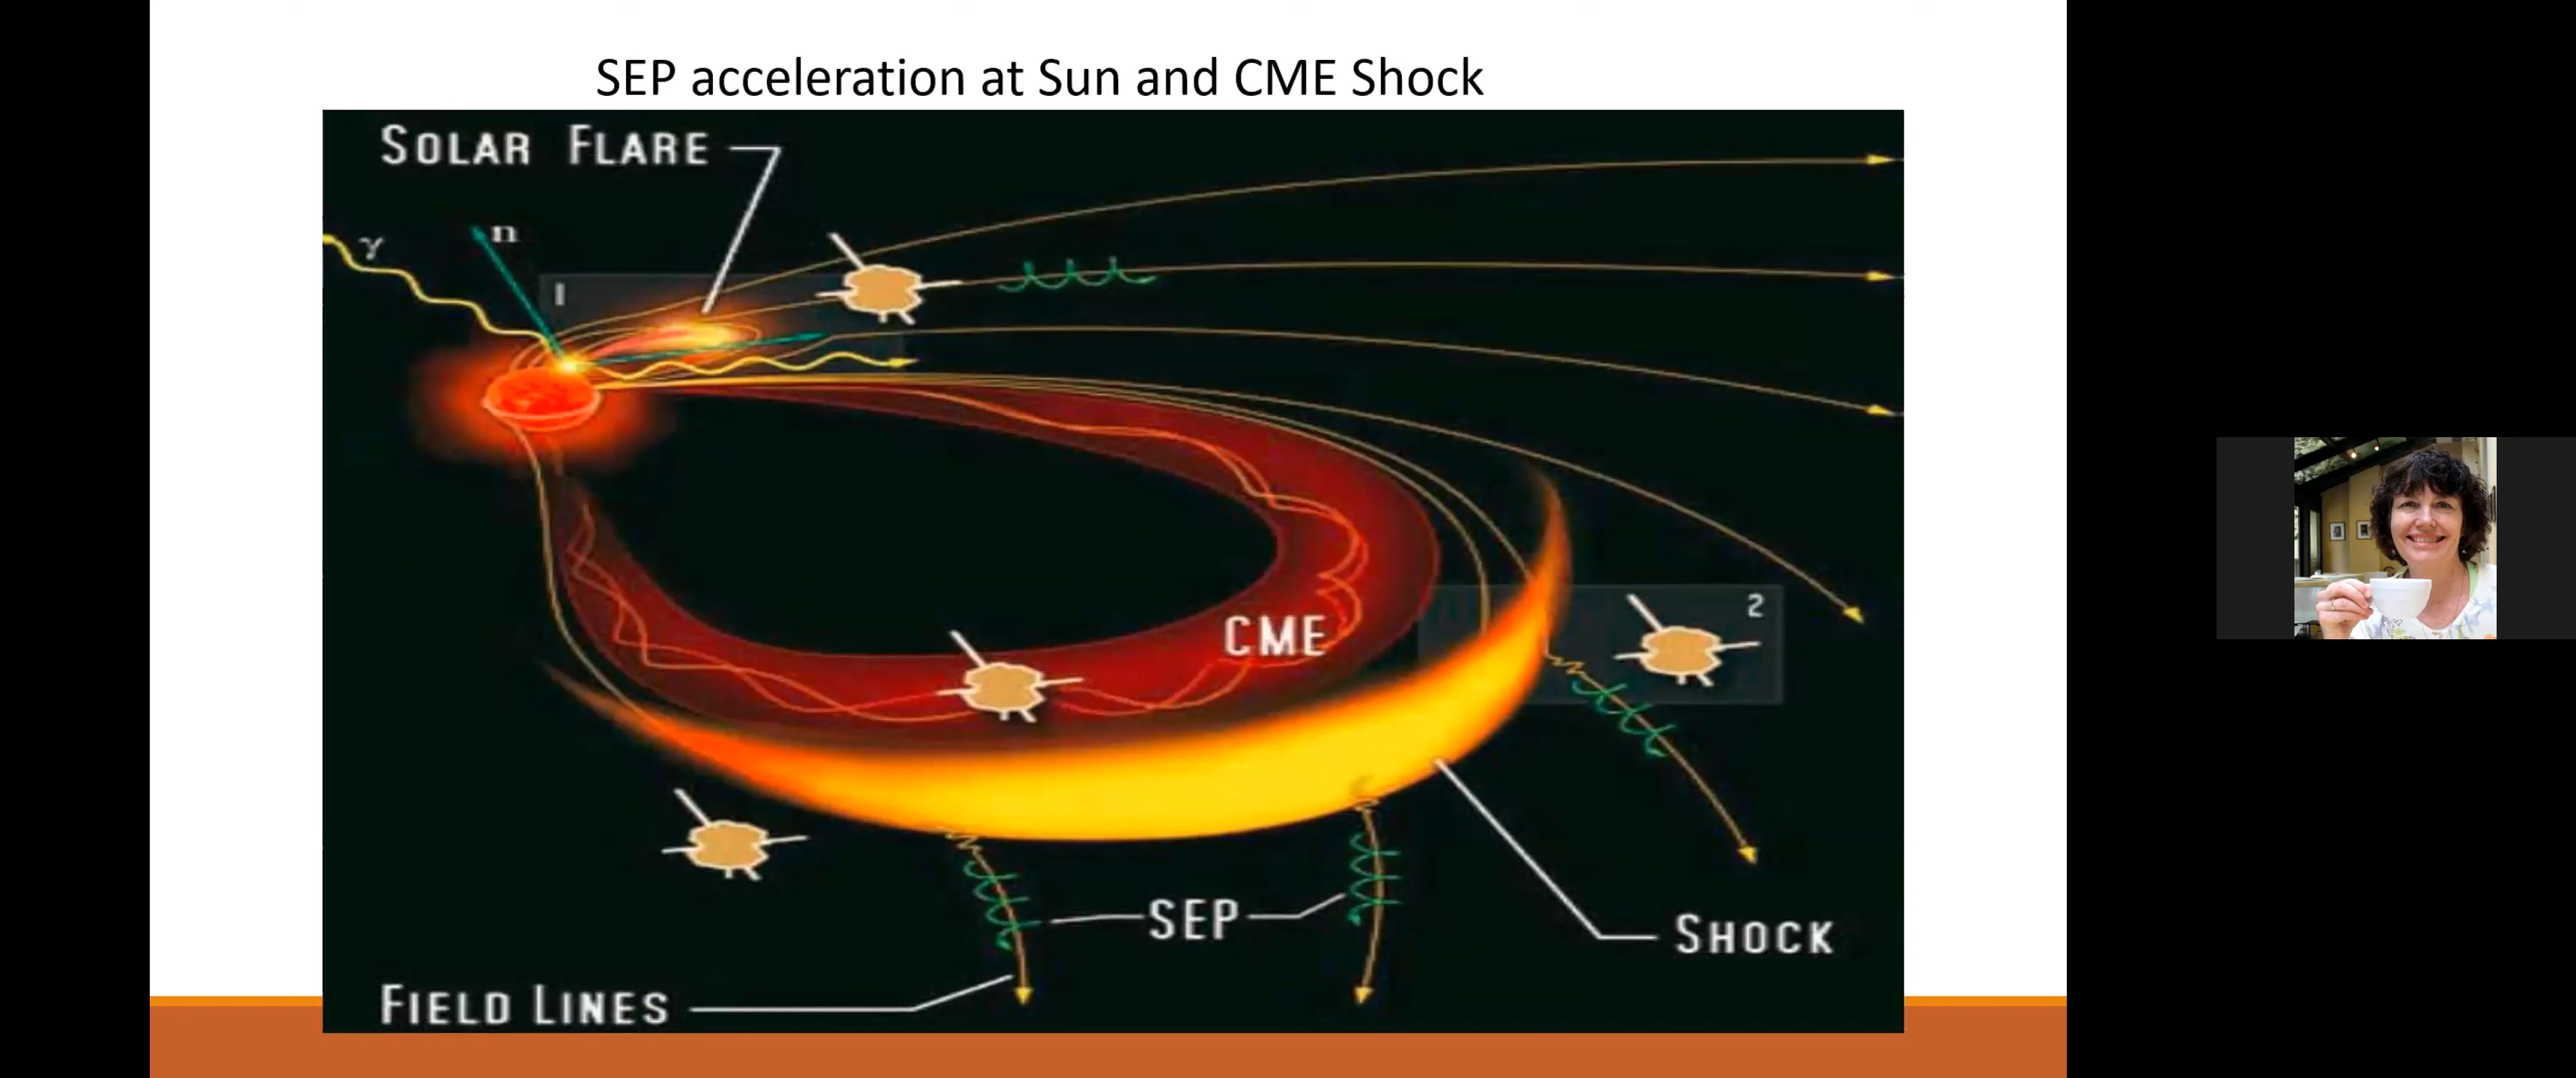 SEP acceleration at Sun and CME Shock
SOLAR FLARE
γ
n
1
CME
2
SEP
SHOCK
FIELD LINES